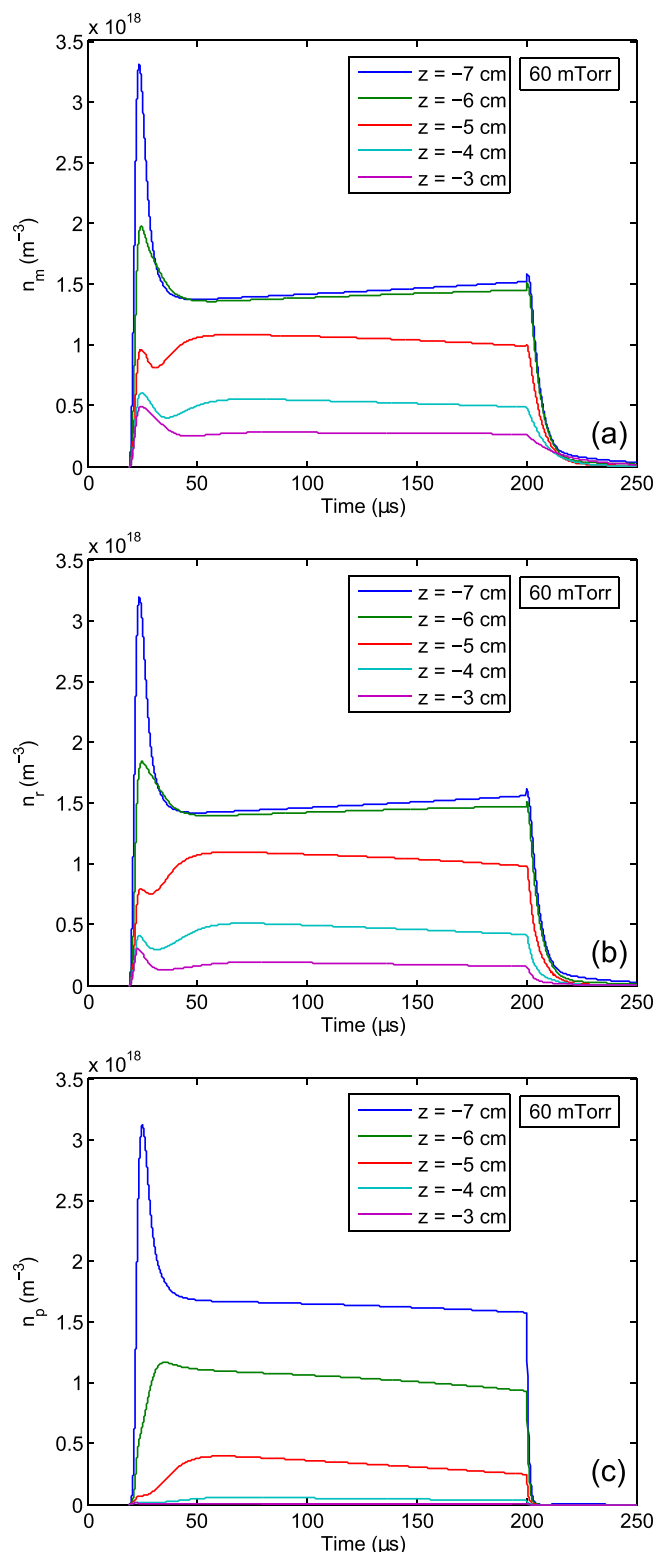 x 10^18
3.5
3
2.5
2
1.5
1
0.5
0
n_m (m^−3)
z = −7 cm
z = −6 cm
z = −5 cm
z = −4 cm
z = −3 cm
60 mTorr
(a)
0 50 100 150 200 250
Time (µs)
x 10^18
3.5
3
2.5
2
1.5
1
0.5
0
n_r (m^−3)
z = −7 cm
z = −6 cm
z = −5 cm
z = −4 cm
z = −3 cm
60 mTorr
(b)
0 50 100 150 200 250
Time (µs)
x 10^18
3.5
3
2.5
2
1.5
1
0.5
0
n_p (m^−3)
z = −7 cm
z = −6 cm
z = −5 cm
z = −4 cm
z = −3 cm
60 mTorr
(c)
0 50 100 150 200 250
Time (µs)